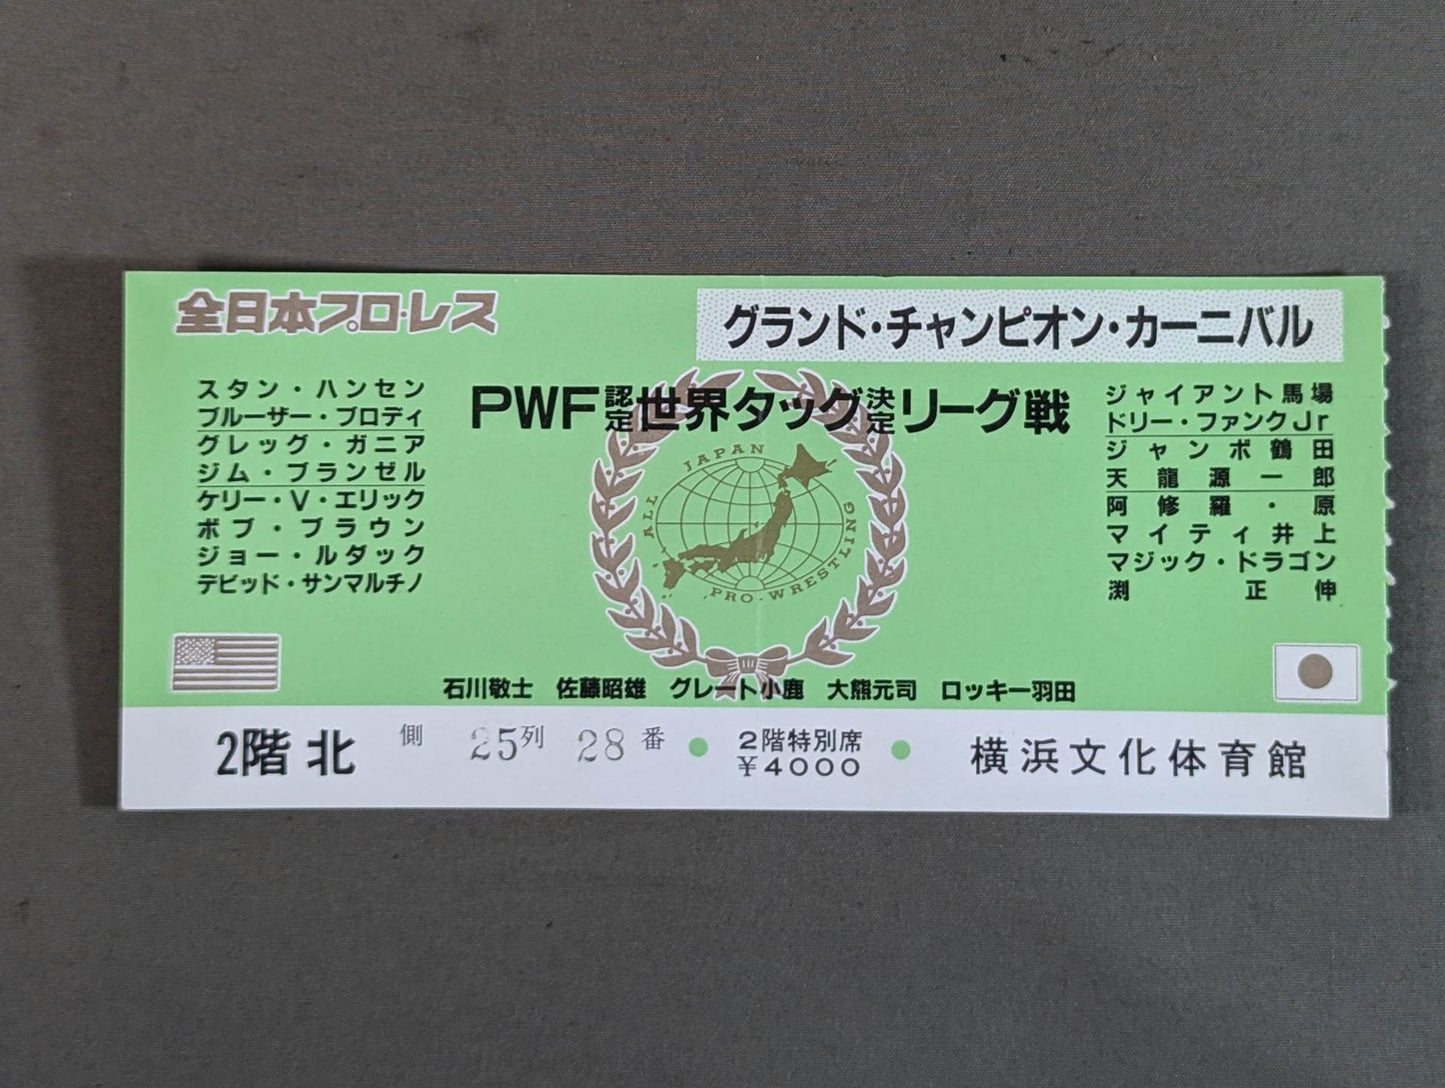 全日本プロ・レス
グランド・チャンピオン・カーニバル
PWF認定世界タッグ決定リーグ戦
スタン・ハンセン
ブルーザー・ブロディ
グレッグ・ガニア
ジム・ブランゼル
ケリー・V・エリック
ボブ・ブラウン
ジョー・ルダック
デビッド・サンマルチノ
ALL JAPAN PRO-WRESTLING
ジャイアント馬場
ドリー・ファンクJr
ジャンボ鶴田
天龍源一郎
阿修羅・原
マイティ井上
マジック・ドラゴン
渕正伸
石川敬士 佐藤昭雄 グレート小鹿 大熊元司 ロッキー羽田
2階北 側 25列 28番 ● 2階特別席 ● 横浜文化体育館
¥4000